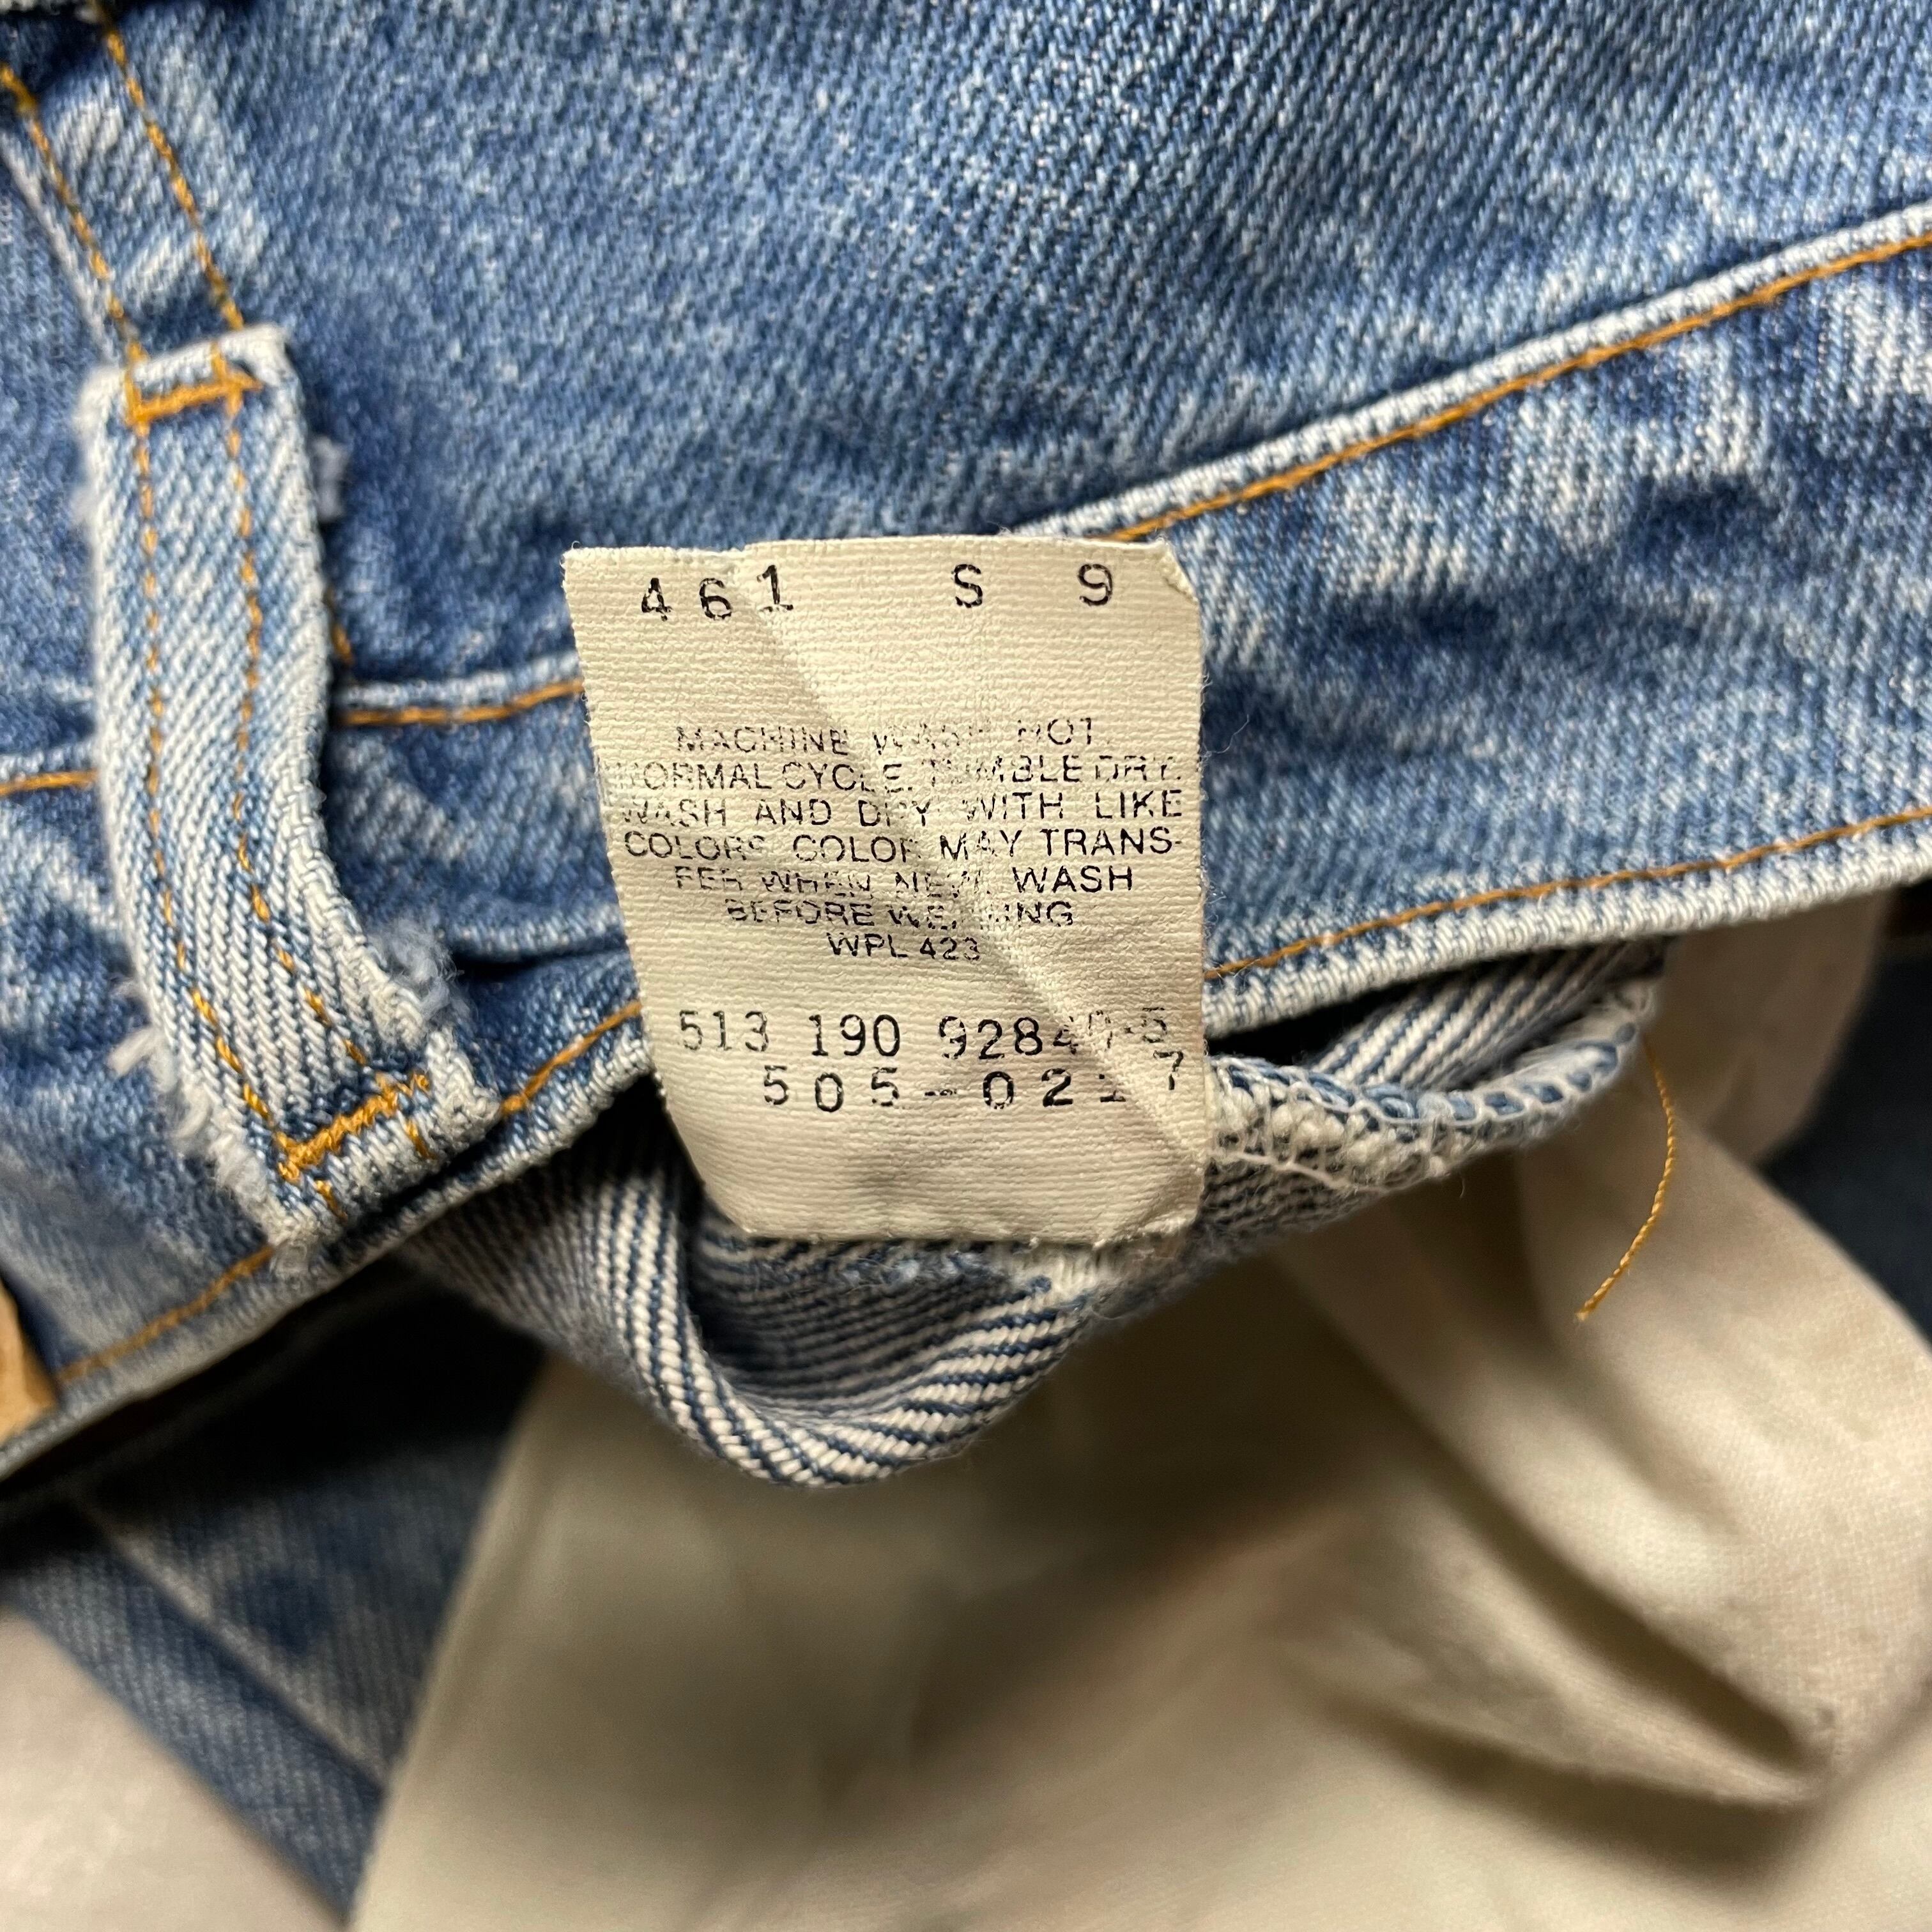 461 S 9
MACHINE WASH HOT,
NORMAL CYCLE. TUMBLE DRY.
WASH AND DRY WITH LIKE
COLORS. COLOR MAY TRANS-
FER WHEN NEW. WASH
BEFORE WEARING
WPL 423
513 190 92840-5
505-0217